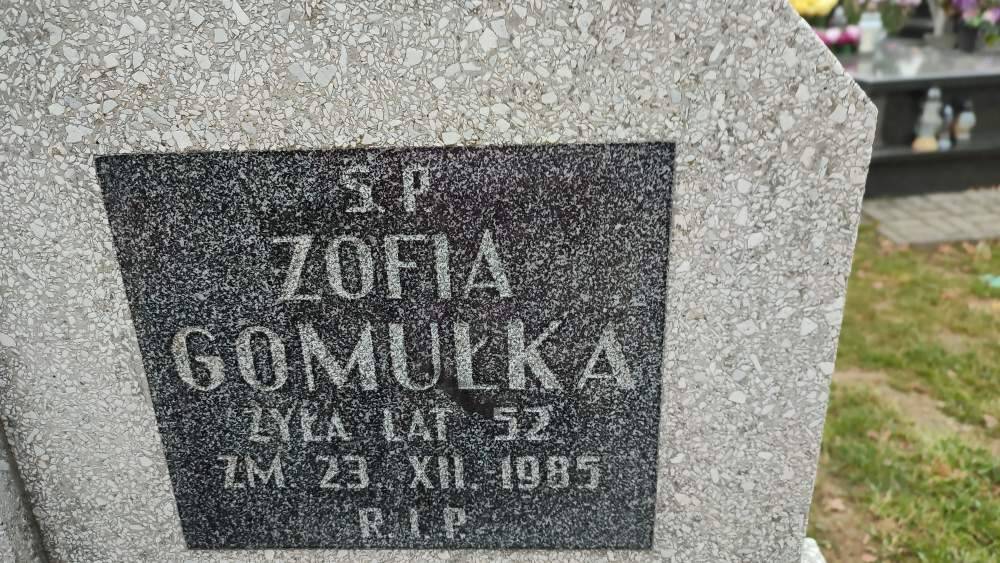 Ś.P.
ZOFIA
GOMUŁKA
ŻYŁA LAT 52
ZM 23. XII. 1985
R.I.P.